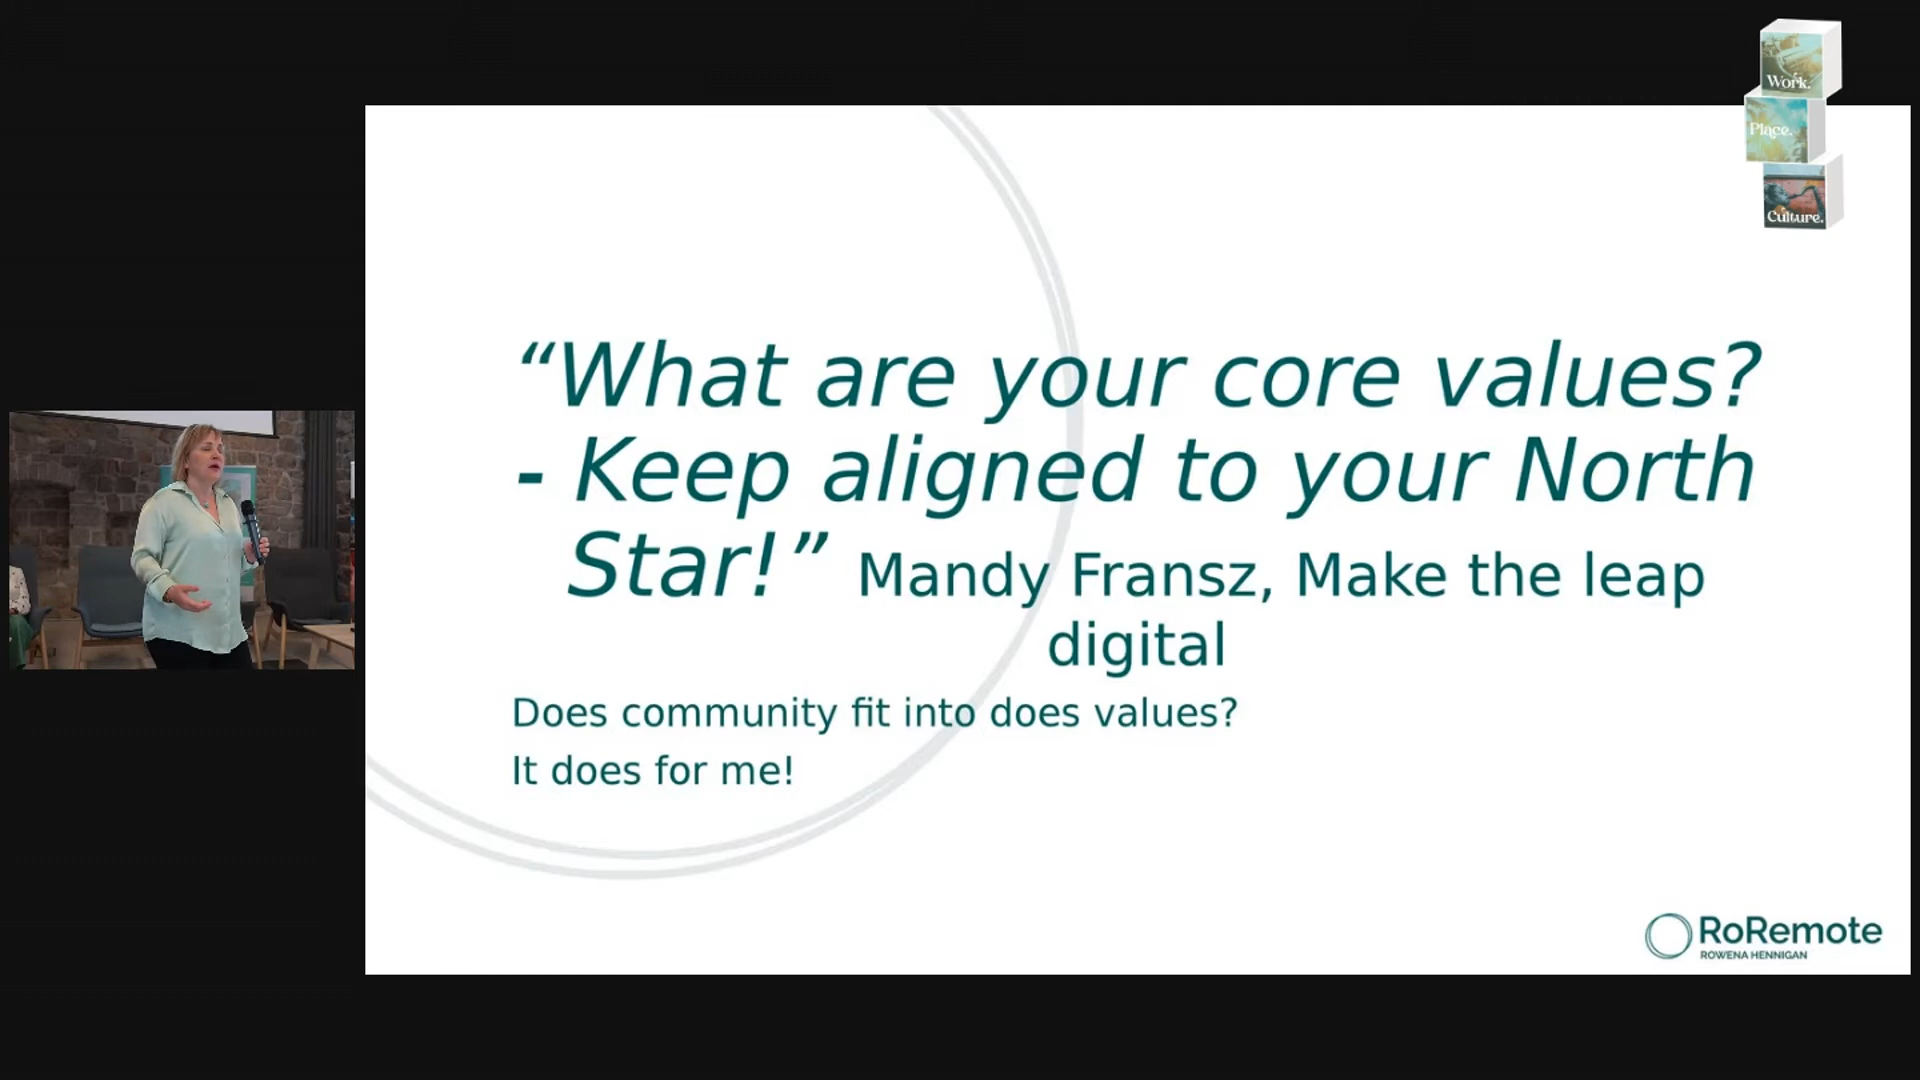 Work.
Place.
Culture.
“What are your core values?
- Keep aligned to your North
Star!” Mandy Fransz, Make the leap
digital
Does community fit into does values?
It does for me!
RoRemote
ROWENA HENNIGAN